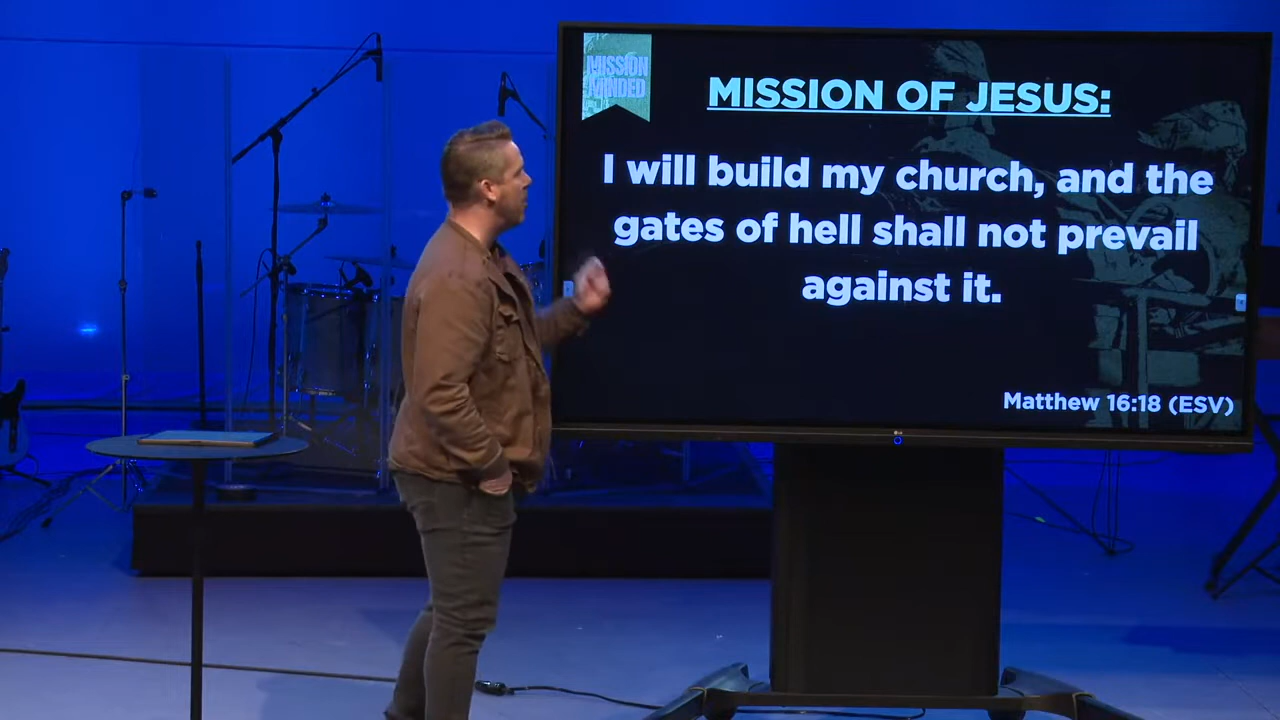 MISSION
MINDED
MISSION OF JESUS:
I will build my church, and the
gates of hell shall not prevail
against it.
Matthew 16:18 (ESV)